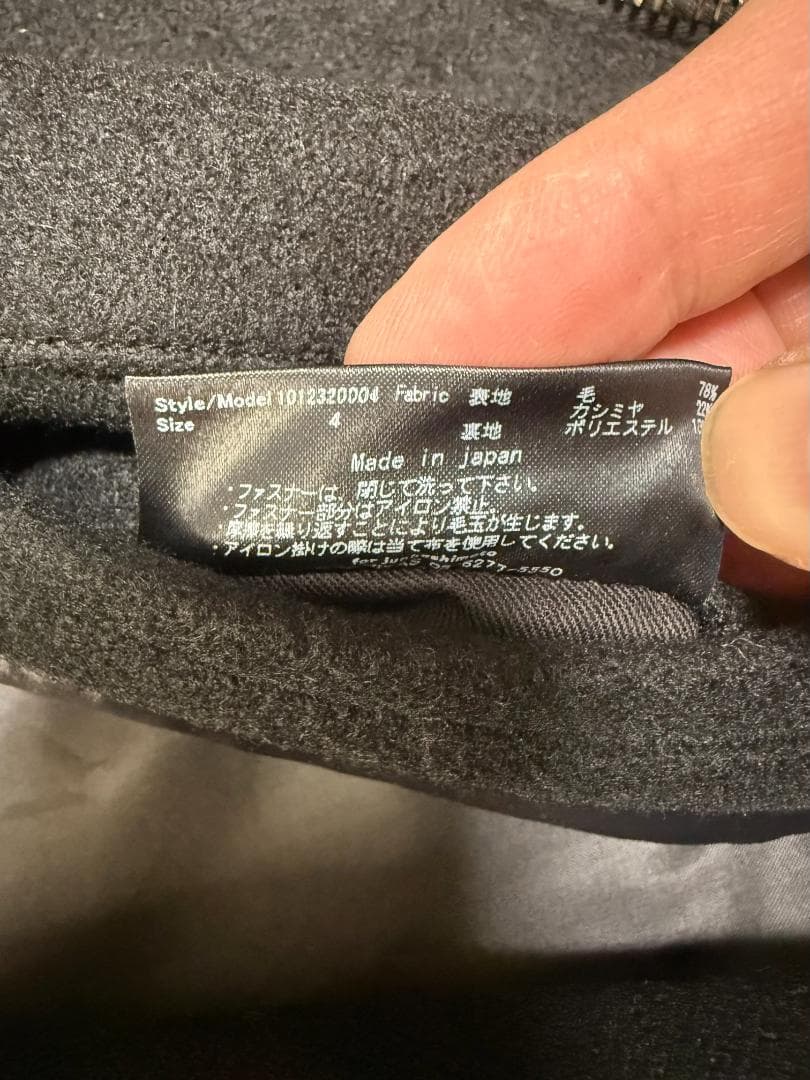 Style/Model 1012320004 Fabric 表地 毛 78%
Size 4 カシミヤ 22%
裏地 ポリエステル
Made in japan
・ファスナーは、閉じて洗って下さい。
・ファスナー部分はアイロン禁止。
・摩擦を繰り返すことにより毛玉が生じます。
・アイロン掛けの際は当て布を使用してください。
6277-5550